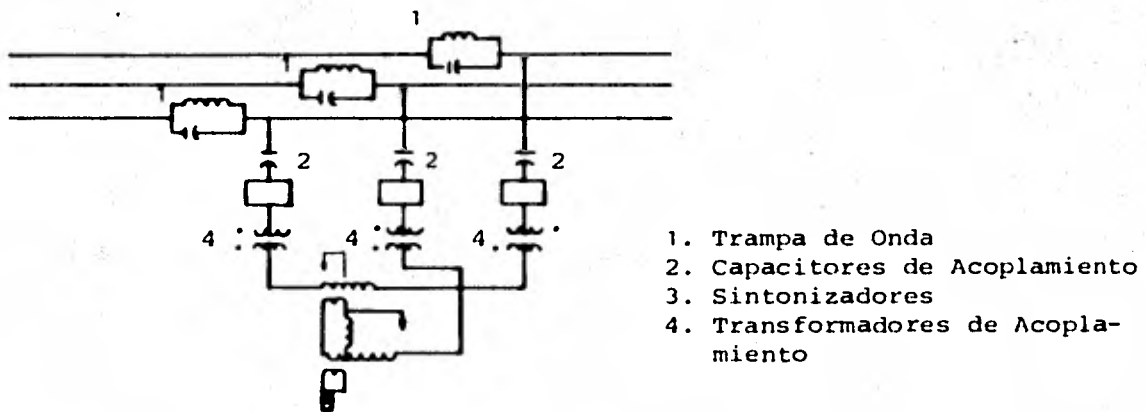 1
2 2 2
4 4 4
1. Trampa de Onda
2. Capacitores de Acoplamiento
3. Sintonizadores
4. Transformadores de Acopla-
miento